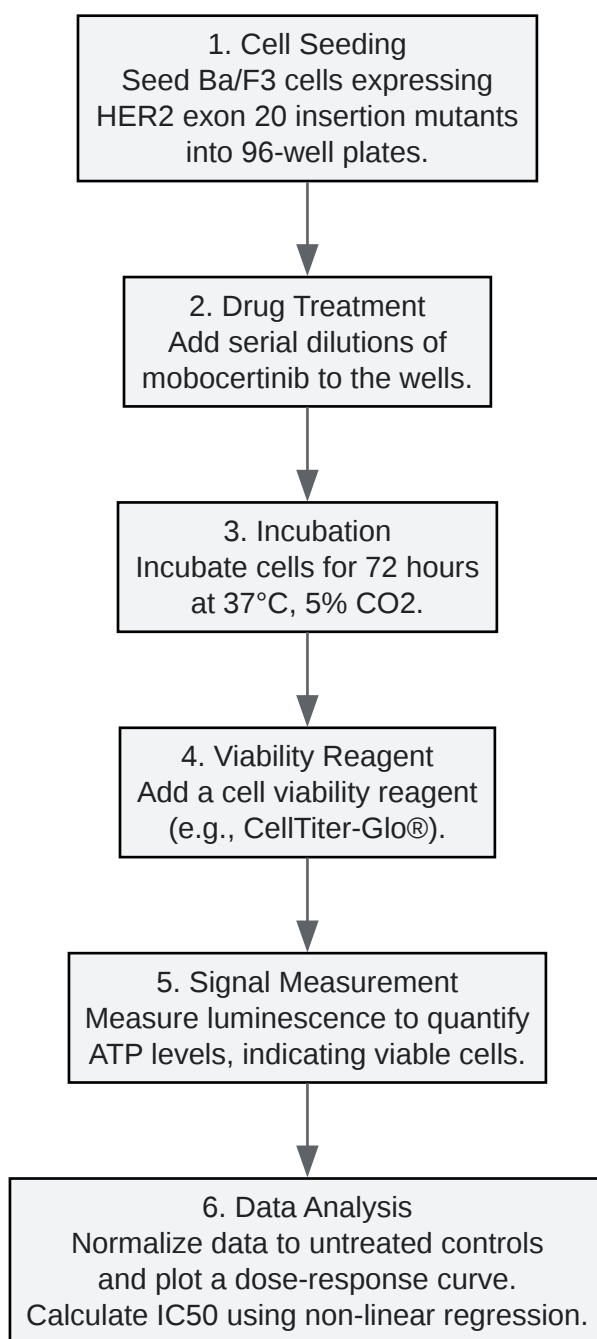 1. Cell Seeding
Seed Ba/F3 cells expressing
HER2 exon 20 insertion mutants
into 96-well plates.
2. Drug Treatment
Add serial dilutions of
mobocertinib to the wells.
3. Incubation
Incubate cells for 72 hours
at 37°C, 5% CO2.
4. Viability Reagent
Add a cell viability reagent
(e.g., CellTiter-Glo®).
5. Signal Measurement
Measure luminescence to quantify
ATP levels, indicating viable cells.
6. Data Analysis
Normalize data to untreated controls
and plot a dose-response curve.
Calculate IC50 using non-linear regression.